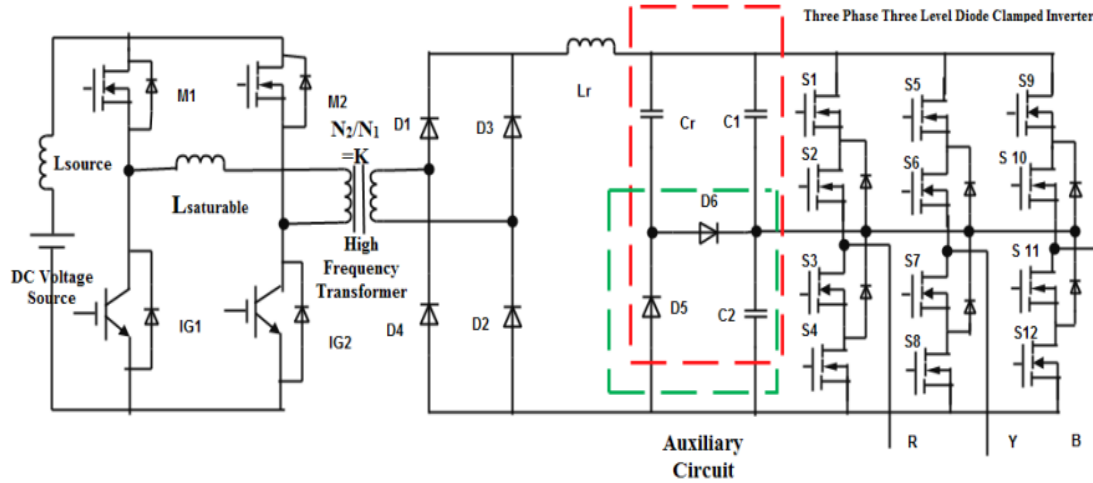 Three Phase Three Level Diode Clamped Inverter
M1
M2
Lsource
Lsaturable
N2/N1
=K
High
Frequency
Transformer
DC Voltage
Source
IG1
IG2
D1
D3
D4
D2
Lr
Cr
C1
D6
D5
C2
Auxiliary
Circuit
S1
S2
S3
S4
S5
S6
S7
S8
S9
S 10
S 11
S12
R
Y
B